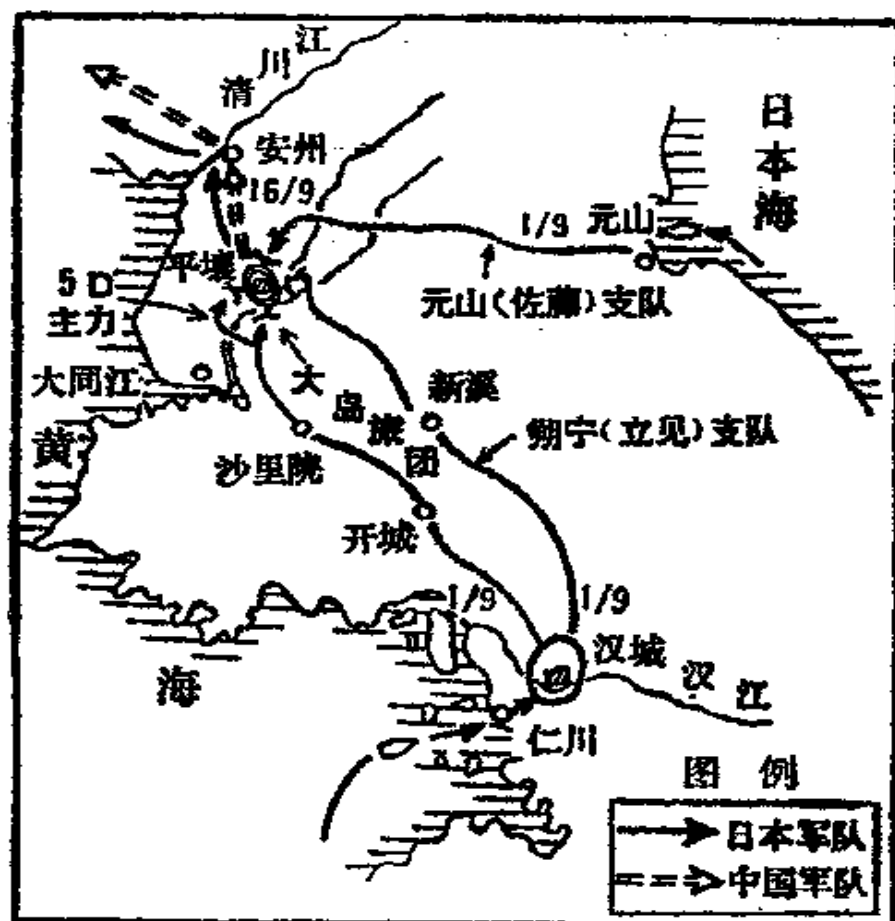 清川江
日本海
安州
16/9
1/9 元山
平壤
5D
主力
元山(佐藤)支队
大同江
大岛旅团
新溪
朔宁(立见)支队
黄海
沙里院
开城
1/9
1/9
汉城
汉江
仁川
图 例
日本军队
中国军队